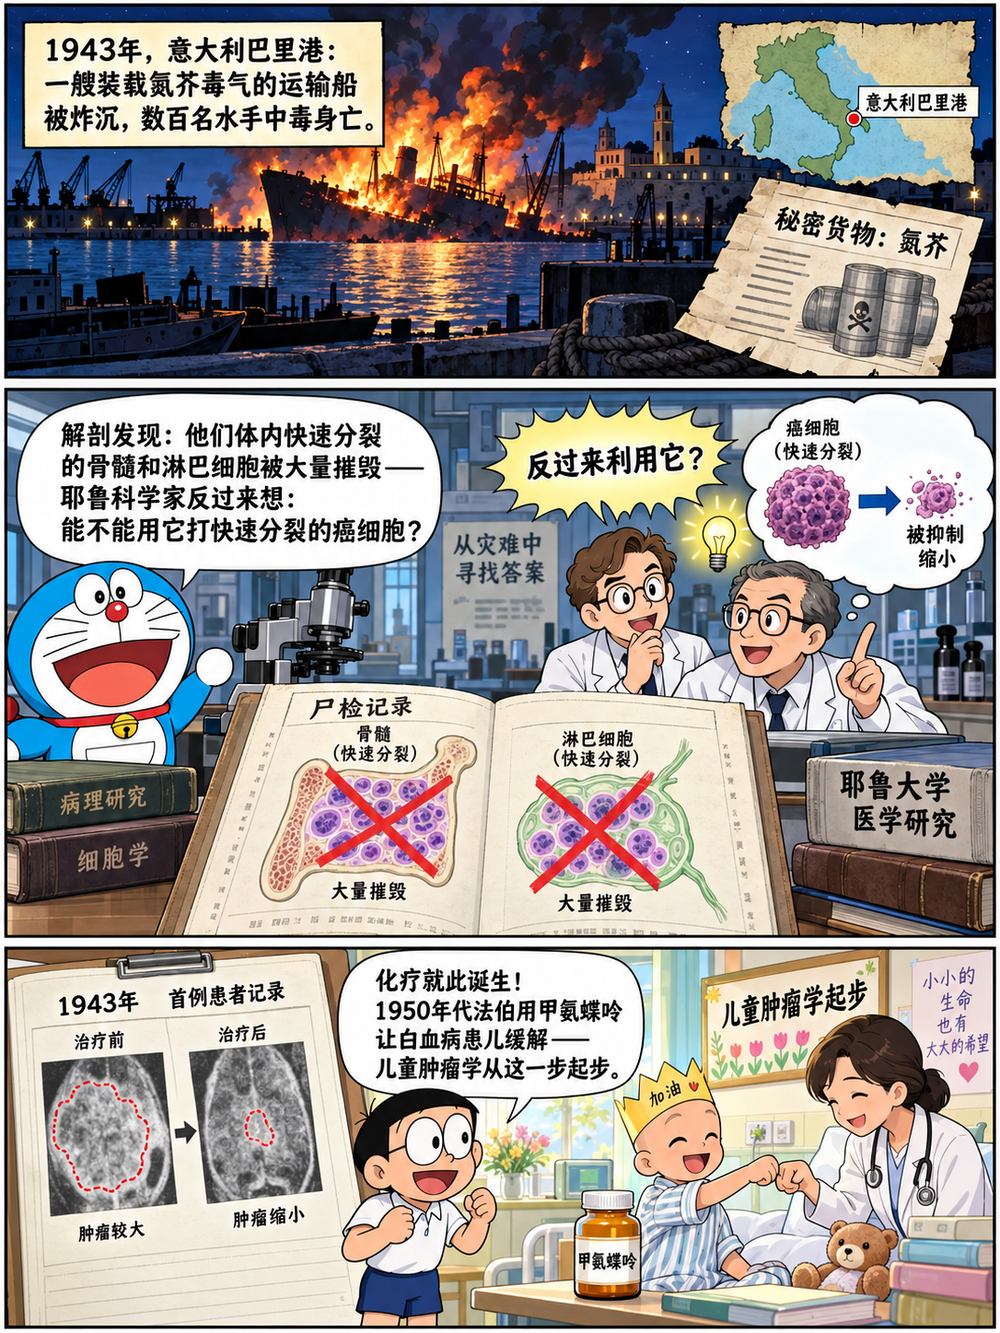 1943年，意大利巴里港：
一艘装载氮芥毒气的运输船
被炸沉，数百名水手中毒身亡。
意大利巴里港
秘密货物：氮芥
解剖发现：他们体内快速分裂
的骨髓和淋巴细胞被大量摧毁——
耶鲁科学家反过来想：
能不能用它打快速分裂的癌细胞？
反过来利用它？
癌细胞
（快速分裂）
被抑制
缩小
从灾难中
寻找答案
尸检记录
骨髓
（快速分裂）
大量摧毁
淋巴细胞
（快速分裂）
大量摧毁
病理研究
细胞学
耶鲁大学
医学研究
1943年 首例患者记录
治疗前
治疗后
肿瘤较大
肿瘤缩小
化疗就此诞生！
1950年代法伯用甲氨蝶呤
让白血病患儿缓解——
儿童肿瘤学从这一步起步。
儿童肿瘤学起步
小小的
生命
也有
大大的希望
加油
甲氨蝶呤